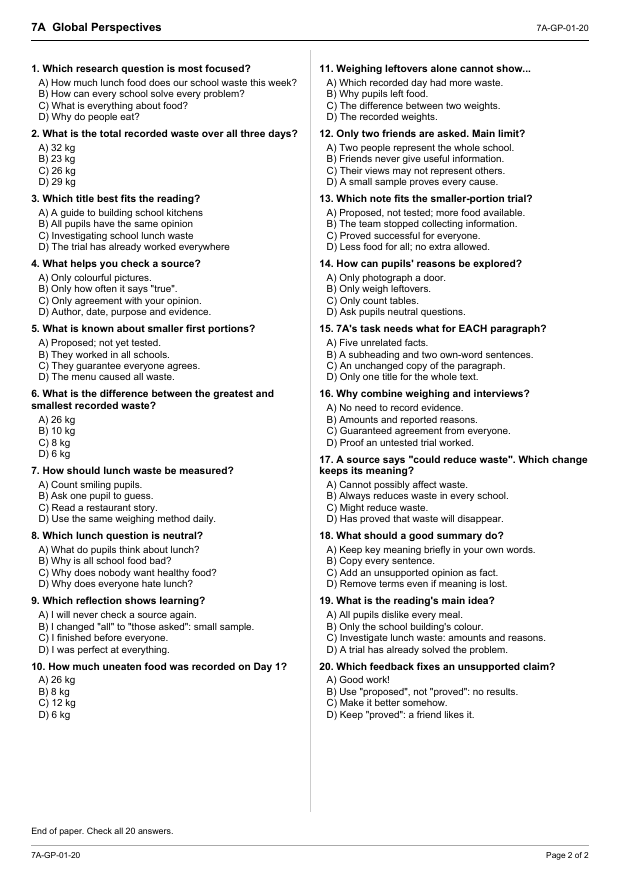 7A Global Perspectives
7A-GP-01-20
1. Which research question is most focused?
A) How much lunch food does our school waste this week?
B) How can every school solve every problem?
C) What is everything about food?
D) Why do people eat?
2. What is the total recorded waste over all three days?
A) 32 kg
B) 23 kg
C) 26 kg
D) 29 kg
3. Which title best fits the reading?
A) A guide to building school kitchens
B) All pupils have the same opinion
C) Investigating school lunch waste
D) The trial has already worked everywhere
4. What helps you check a source?
A) Only colourful pictures.
B) Only how often it says "true".
C) Only agreement with your opinion.
D) Author, date, purpose and evidence.
5. What is known about smaller first portions?
A) Proposed; not yet tested.
B) They worked in all schools.
C) They guarantee everyone agrees.
D) The menu caused all waste.
6. What is the difference between the greatest and
smallest recorded waste?
A) 26 kg
B) 10 kg
C) 8 kg
D) 6 kg
7. How should lunch waste be measured?
A) Count smiling pupils.
B) Ask one pupil to guess.
C) Read a restaurant story.
D) Use the same weighing method daily.
8. Which lunch question is neutral?
A) What do pupils think about lunch?
B) Why is all school food bad?
C) Why does nobody want healthy food?
D) Why does everyone hate lunch?
9. Which reflection shows learning?
A) I will never check a source again.
B) I changed "all" to "those asked": small sample.
C) I finished before everyone.
D) I was perfect at everything.
10. How much uneaten food was recorded on Day 1?
A) 26 kg
B) 8 kg
C) 12 kg
D) 6 kg
11. Weighing leftovers alone cannot show...
A) Which recorded day had more waste.
B) Why pupils left food.
C) The difference between two weights.
D) The recorded weights.
12. Only two friends are asked. Main limit?
A) Two people represent the whole school.
B) Friends never give useful information.
C) Their views may not represent others.
D) A small sample proves every cause.
13. Which note fits the smaller-portion trial?
A) Proposed, not tested; more food available.
B) The team stopped collecting information.
C) Proved successful for everyone.
D) Less food for all; no extra allowed.
14. How can pupils' reasons be explored?
A) Only photograph a door.
B) Only weigh leftovers.
C) Only count tables.
D) Ask pupils neutral questions.
15. 7A's task needs what for EACH paragraph?
A) Five unrelated facts.
B) A subheading and two own-word sentences.
C) An unchanged copy of the paragraph.
D) Only one title for the whole text.
16. Why combine weighing and interviews?
A) No need to record evidence.
B) Amounts and reported reasons.
C) Guaranteed agreement from everyone.
D) Proof an untested trial worked.
17. A source says "could reduce waste". Which change
keeps its meaning?
A) Cannot possibly affect waste.
B) Always reduces waste in every school.
C) Might reduce waste.
D) Has proved that waste will disappear.
18. What should a good summary do?
A) Keep key meaning briefly in your own words.
B) Copy every sentence.
C) Add an unsupported opinion as fact.
D) Remove terms even if meaning is lost.
19. What is the reading's main idea?
A) All pupils dislike every meal.
B) Only the school building's colour.
C) Investigate lunch waste: amounts and reasons.
D) A trial has already solved the problem.
20. Which feedback fixes an unsupported claim?
A) Good work!
B) Use "proposed", not "proved": no results.
C) Make it better somehow.
D) Keep "proved": a friend likes it.
End of paper. Check all 20 answers.
7A-GP-01-20
Page 2 of 2